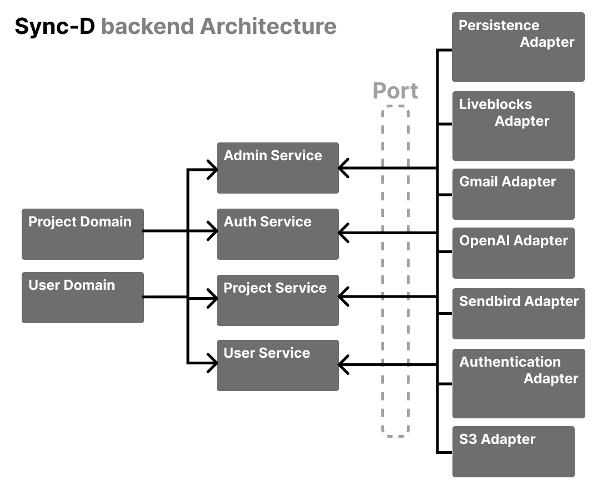 Sync-D backend Architecture
Port
Project Domain
User Domain
Admin Service
Auth Service
Project Service
User Service
Persistence
Adapter
Liveblocks
Adapter
Gmail Adapter
OpenAI Adapter
Sendbird Adapter
Authentication
Adapter
S3 Adapter